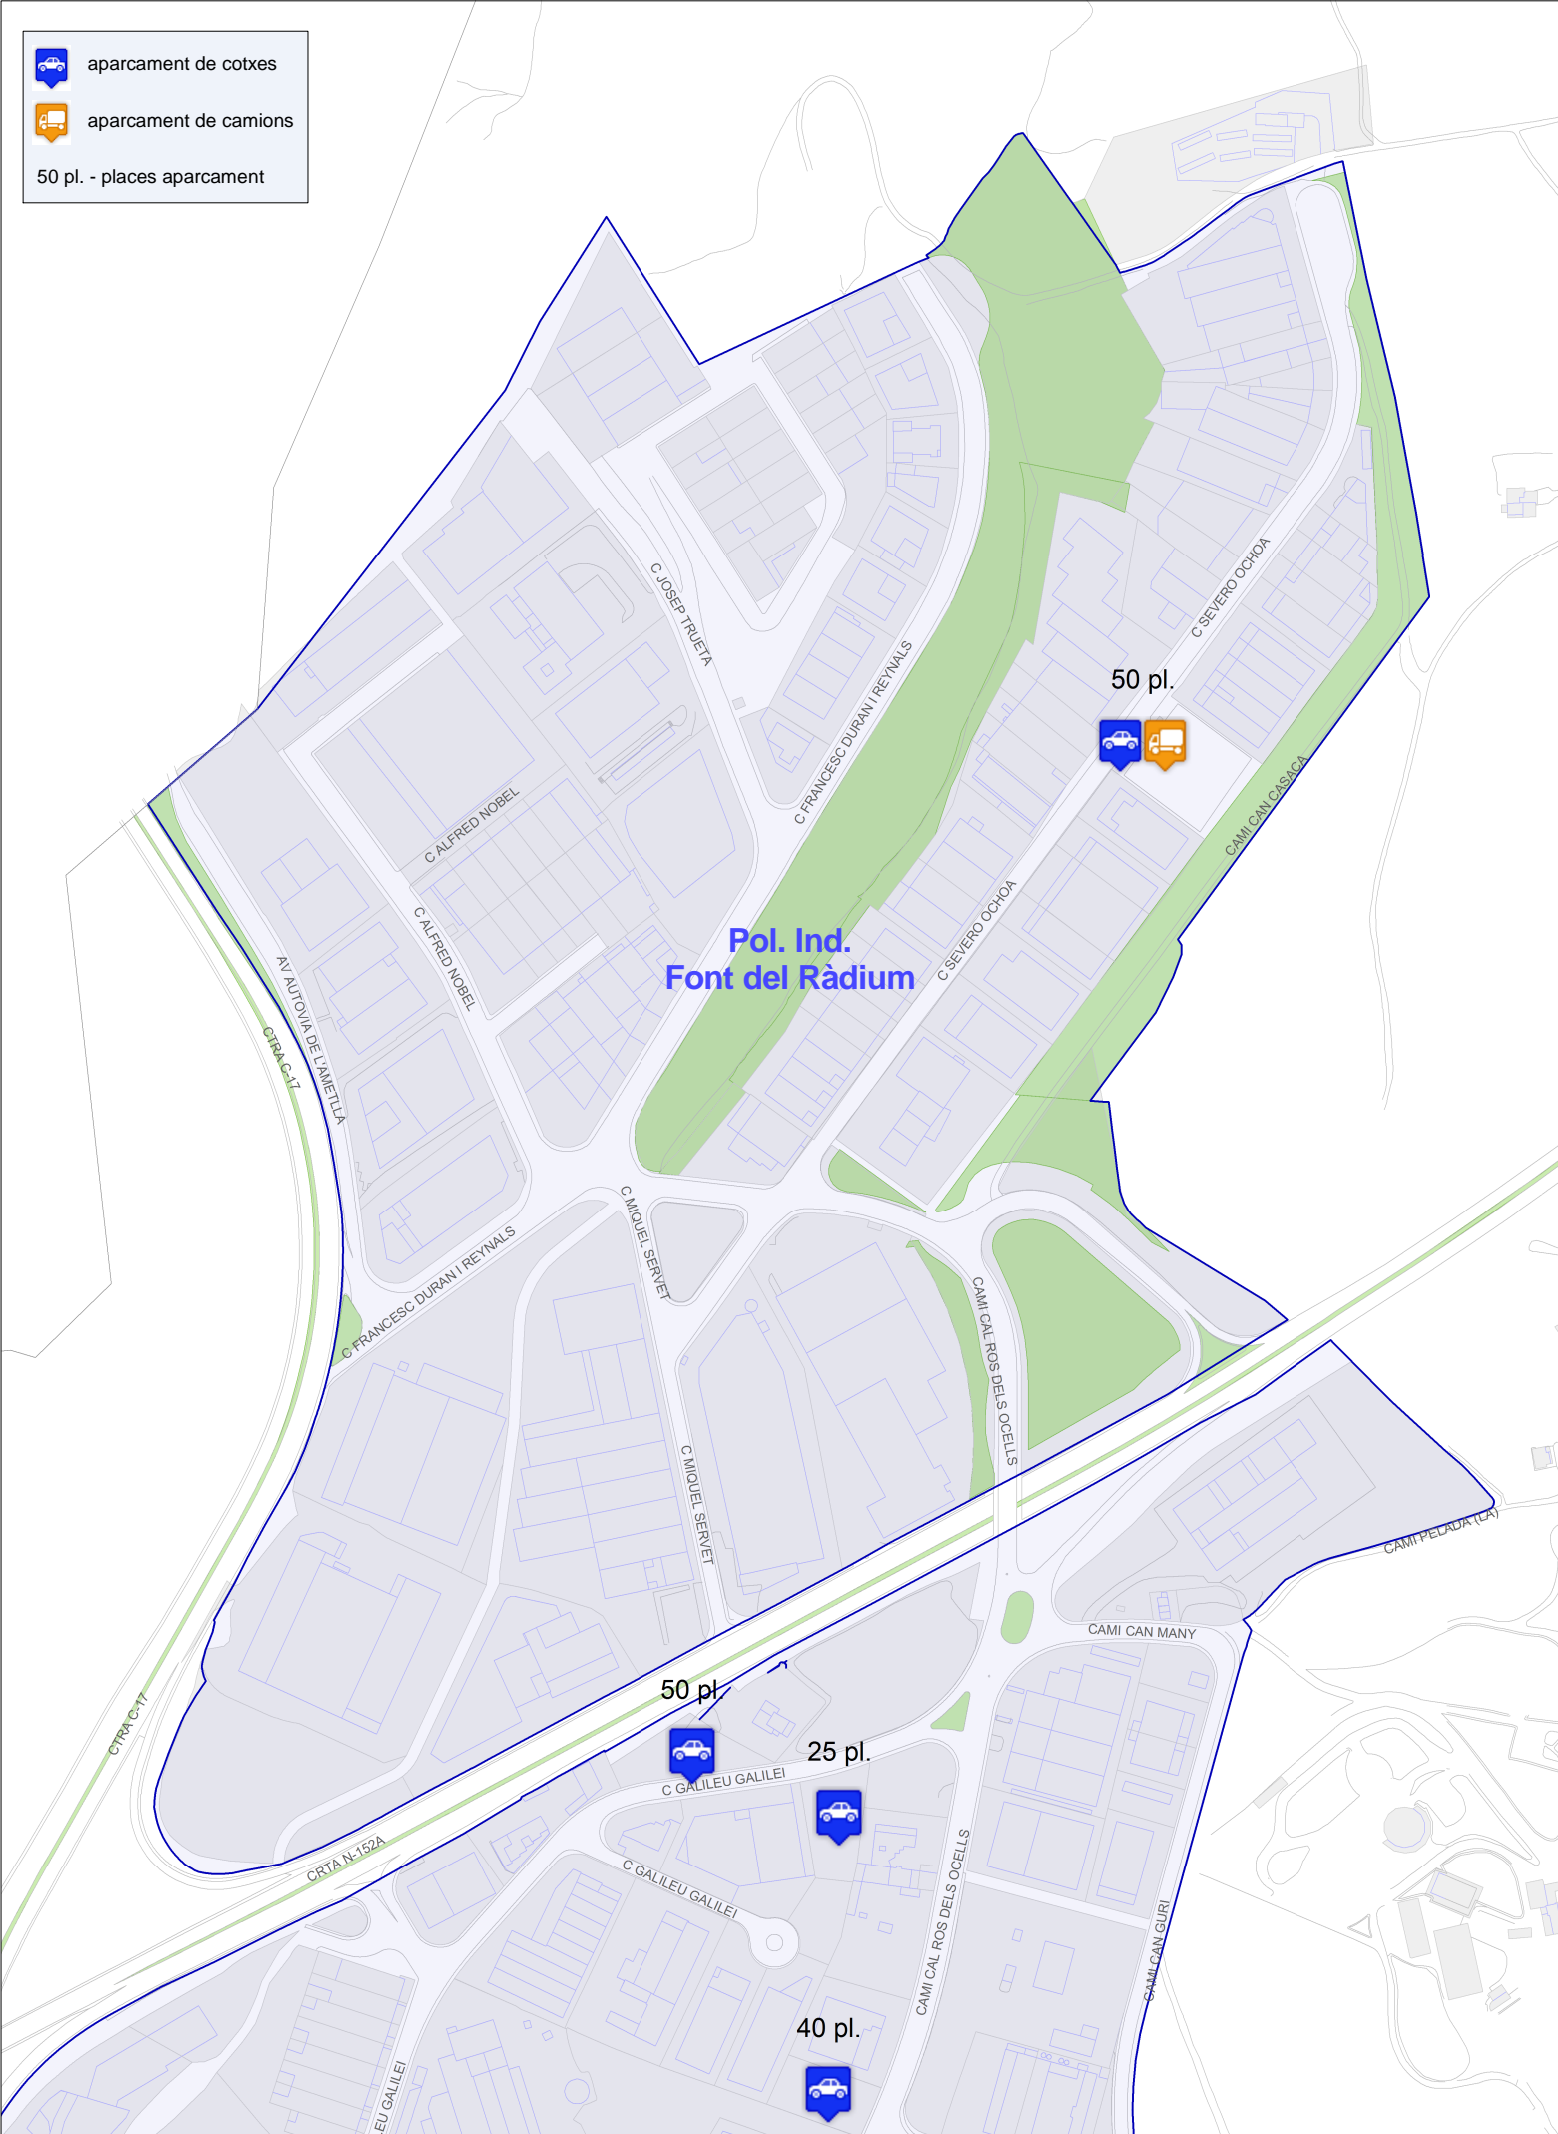 aparcament de cotxes
aparcament de camions
50 pl. - places aparcament
C JOSEP TRUETA
C SEVERO OCHOA
C FRANCESC DURAN I REYNALS
50 pl.
CAMI CAN CASACA
C ALFRED NOBEL
C ALFRED NOBEL
C SEVERO OCHOA
Pol. Ind.
Font del Ràdium
AV AUTOVIA DE L'AMETLLA
CTRA C-17
C MIQUEL SERVET
C FRANCESC DURAN I REYNALS
CAMI CAL ROS DELS OCELLS
C MIQUEL SERVET
CAMI PELADA (LA)
CAMI CAN MANY
CTRA C-17
50 pl.
25 pl.
C GALILEU GALILEI
CRTA N-152A
C GALILEU GALILEI
CAMI CAL ROS DELS OCELLS
CAMI CAN GURI
40 pl.
EU GALILEI